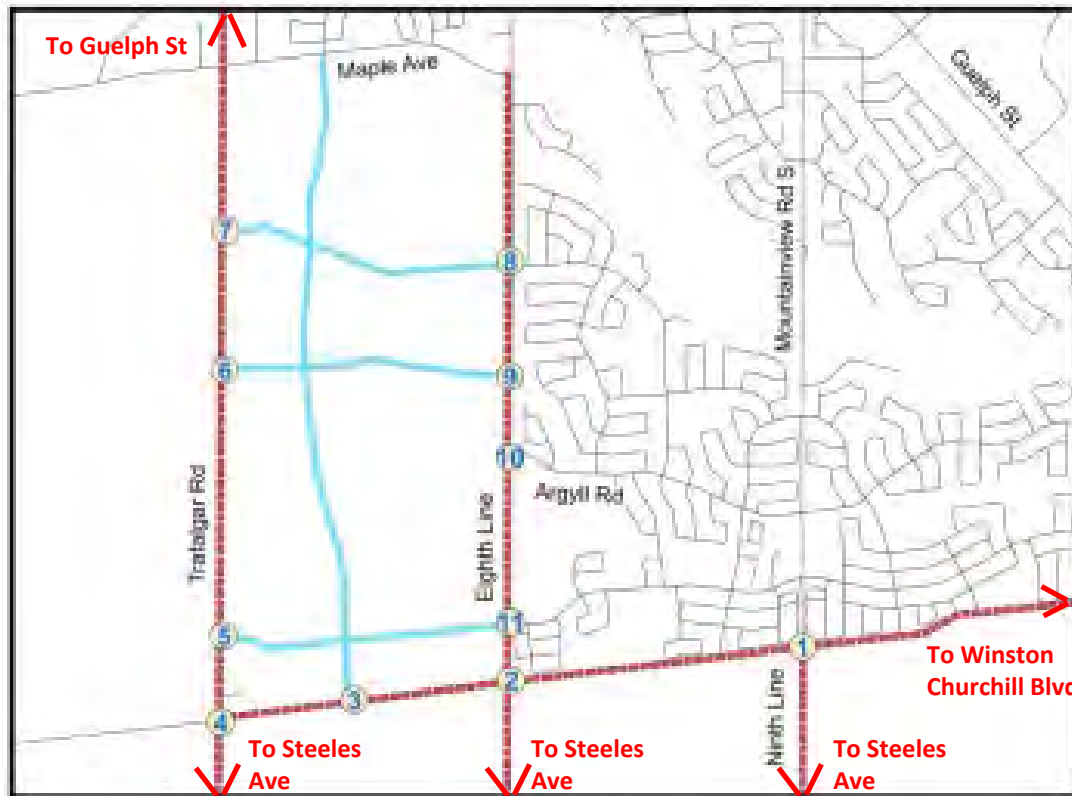 To Guelph St
Maple Ave
Guelph St
7
8
Mountainview Rd S
6
9
10
Argyll Rd
Trafalgar Rd
Eighth Line
11
5
1
To Winston
Churchill Blvd
2
3
4
Ninth Line
To Steeles
Ave
To Steeles
Ave
To Steeles
Ave